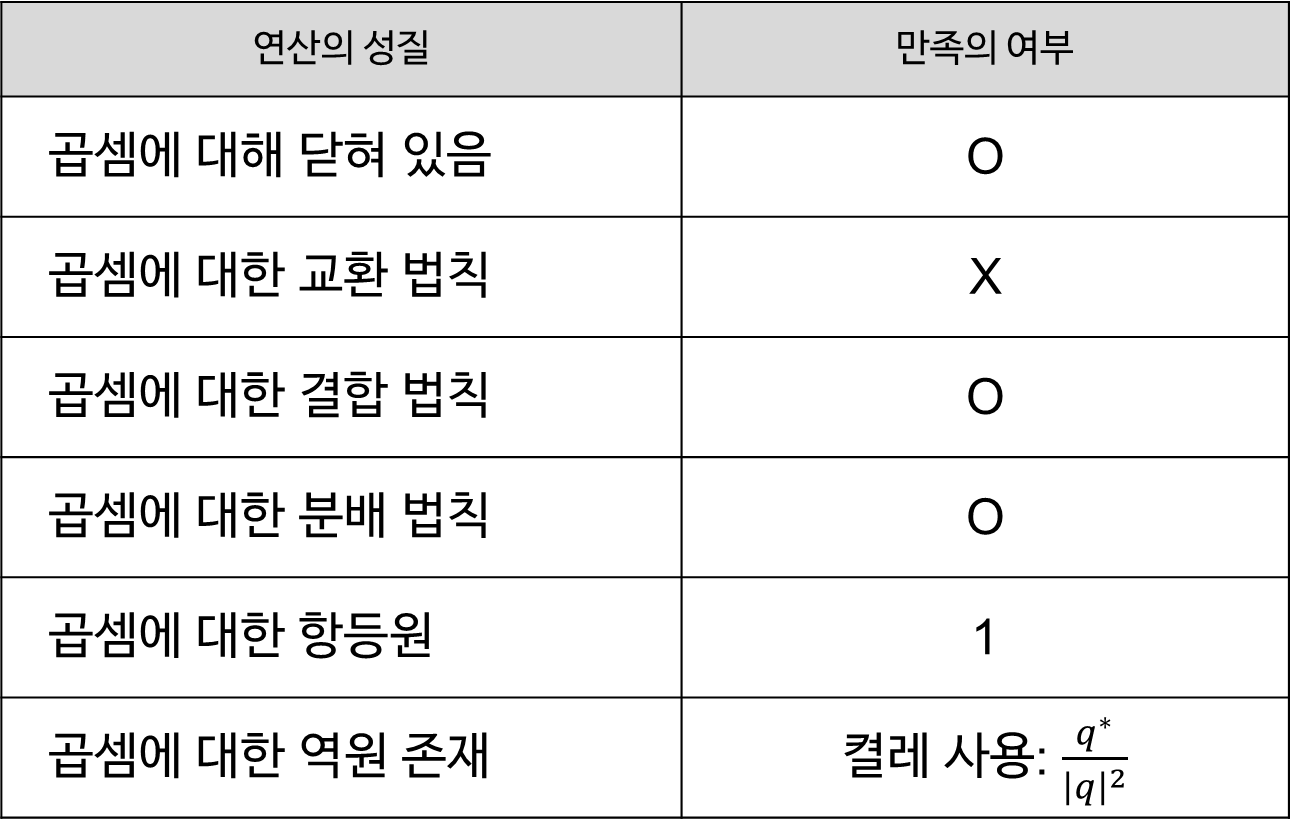 연산의 성질 만족의 여부
곱셈에 대해 닫혀 있음 O
곱셈에 대한 교환 법칙 X
곱셈에 대한 결합 법칙 O
곱셈에 대한 분배 법칙 O
곱셈에 대한 항등원 1
곱셈에 대한 역원 존재 켤레 사용: q*/|q|²